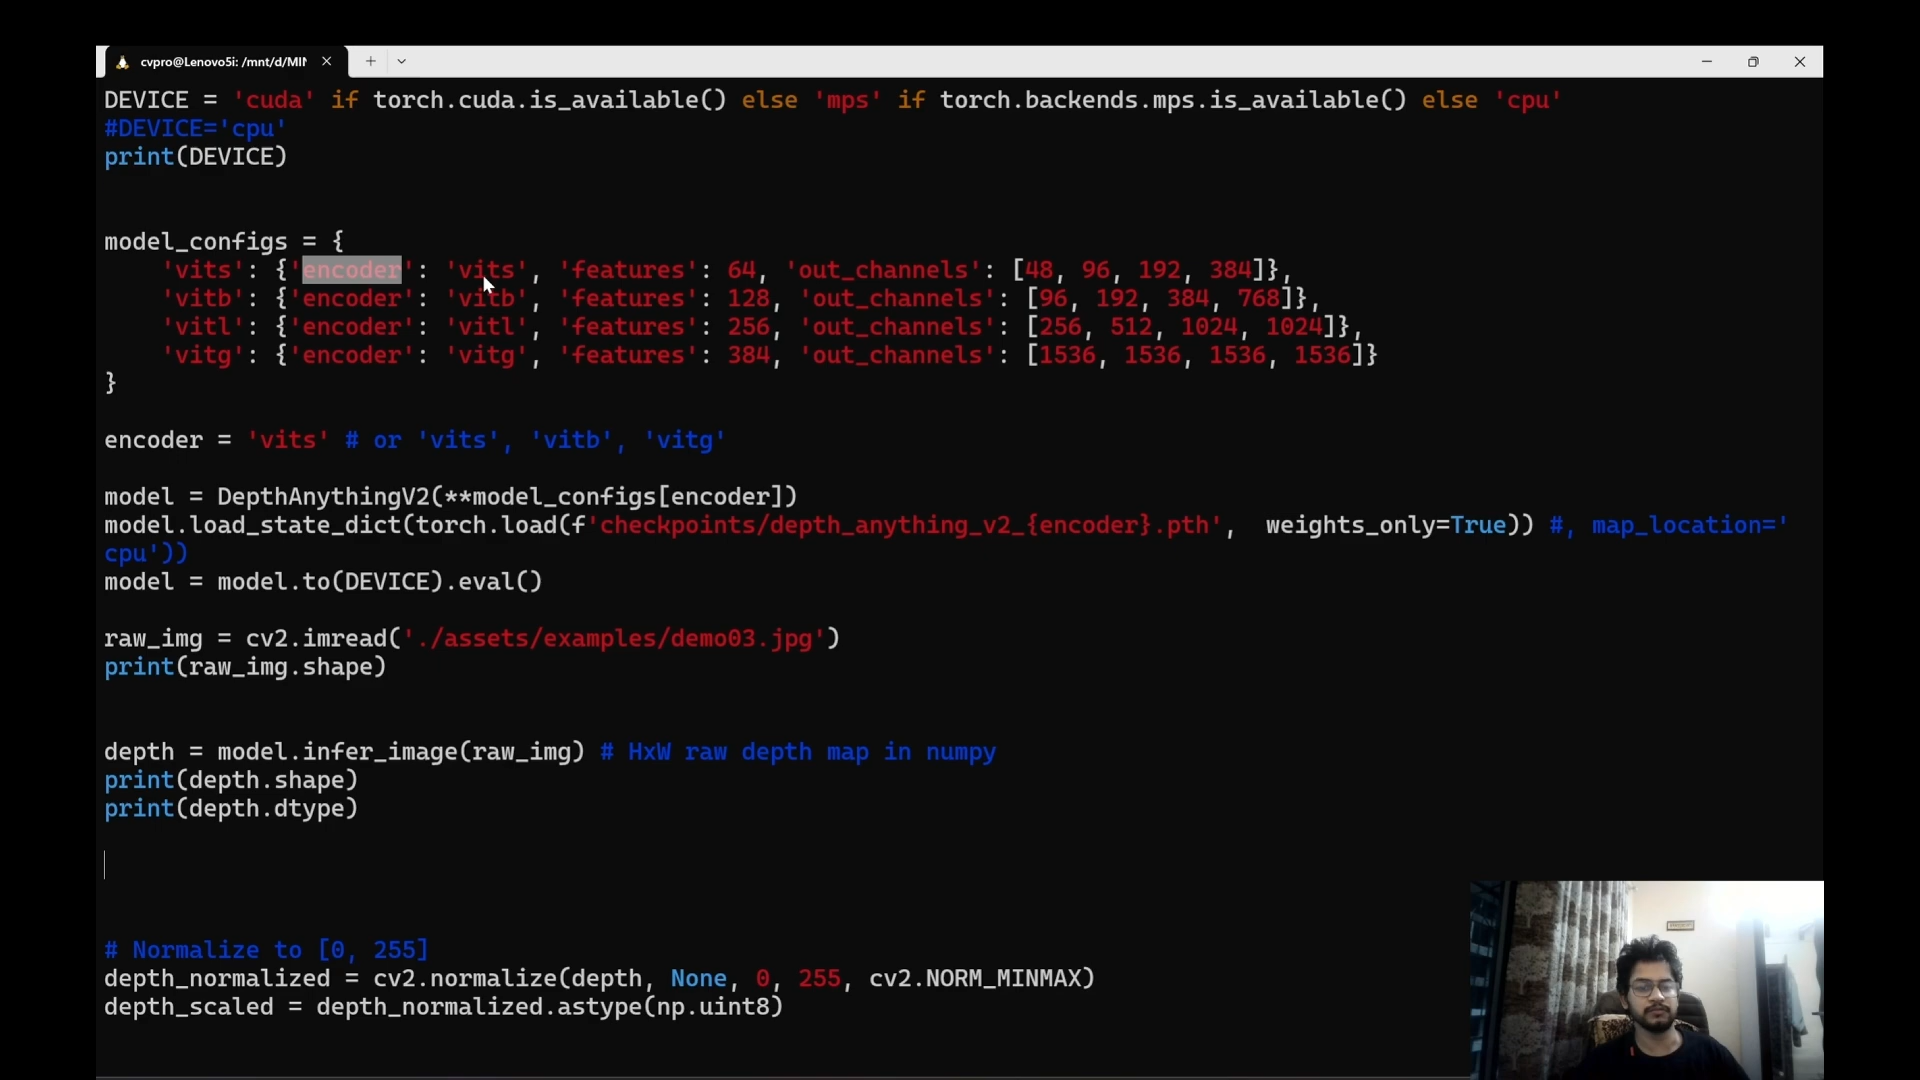 cvpro@Lenovo5i: /mnt/d/MIN
DEVICE = 'cuda' if torch.cuda.is_available() else 'mps' if torch.backends.mps.is_available() else 'cpu'
#DEVICE='cpu'
print(DEVICE)
model_configs = {
    'vits': {'encoder': 'vits', 'features': 64, 'out_channels': [48, 96, 192, 384]},
    'vitb': {'encoder': 'vitb', 'features': 128, 'out_channels': [96, 192, 384, 768]},
    'vitl': {'encoder': 'vitl', 'features': 256, 'out_channels': [256, 512, 1024, 1024]},
    'vitg': {'encoder': 'vitg', 'features': 384, 'out_channels': [1536, 1536, 1536, 1536]}
}
encoder = 'vits' # or 'vits', 'vitb', 'vitg'
model = DepthAnythingV2(**model_configs[encoder])
model.load_state_dict(torch.load(f'checkpoints/depth_anything_v2_{encoder}.pth',  weights_only=True)) #, map_location='
cpu'))
model = model.to(DEVICE).eval()
raw_img = cv2.imread('./assets/examples/demo03.jpg')
print(raw_img.shape)
depth = model.infer_image(raw_img) # HxW raw depth map in numpy
print(depth.shape)
print(depth.dtype)
# Normalize to [0, 255]
depth_normalized = cv2.normalize(depth, None, 0, 255, cv2.NORM_MINMAX)
depth_scaled = depth_normalized.astype(np.uint8)